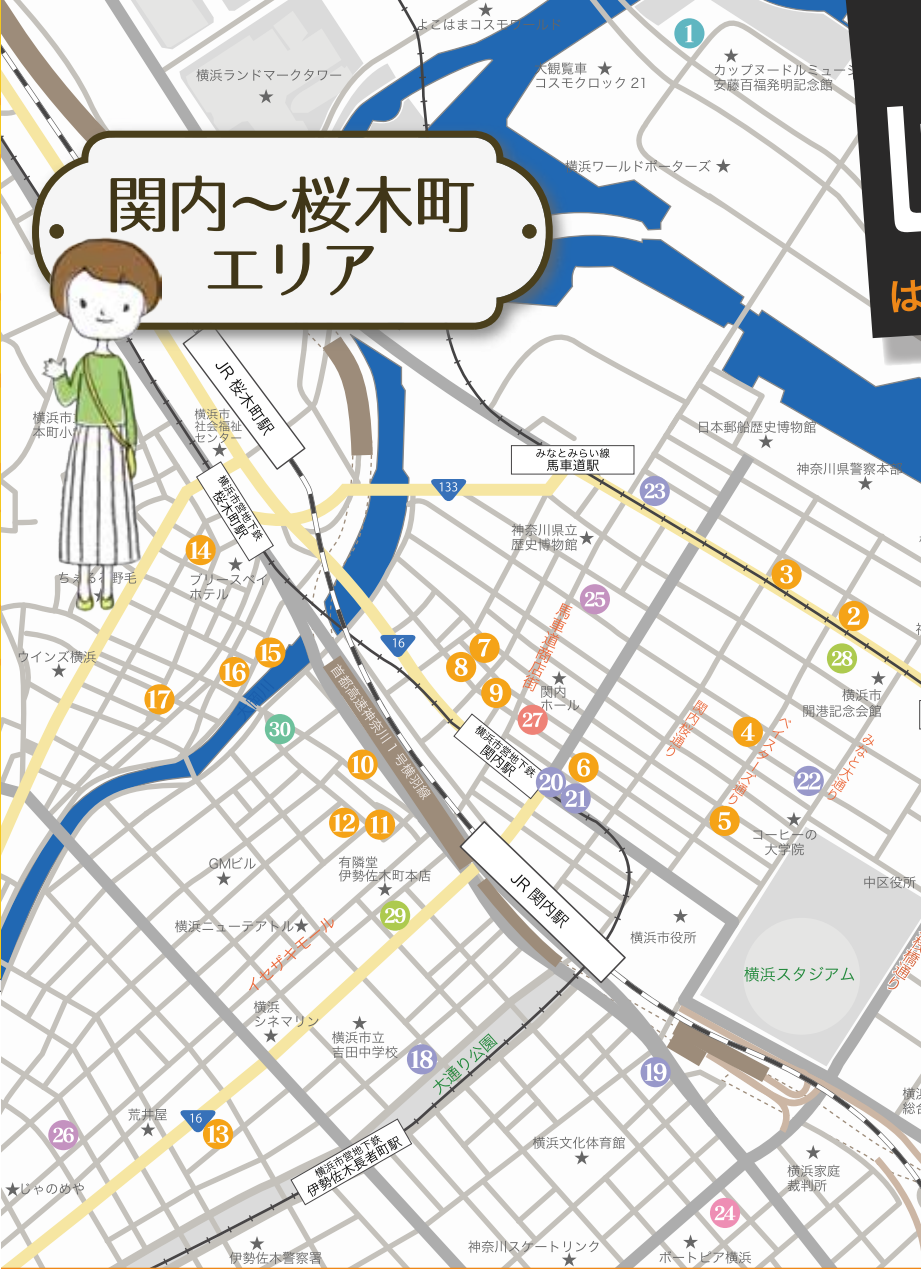 よこはまコスモワールド
1
横浜ランドマークタワー
大観覧車
コスモクロック 21
カップヌードルミュージ
安藤百福発明記念館
横浜ワールドポーターズ
関内〜桜木町
エリア
は
JR 桜木町駅
横浜市
社会福祉
センター
本町小
日本郵船歴史博物館
みなとみらい線
馬車道駅
神奈川県警察本部
横浜市営地下鉄
桜木町駅
133
23
神奈川県立
歴史博物館
14
ブリーズベイ
ホテル
野毛
3
25
2
馬車道商店街
16
7
8
28
15
16
ウインズ横浜
17
9
関内
ホール
横浜市
開港記念会館
27
関内桜通り
4
ベイスターズ通り
みなと大通り
30
首都高速神奈川1号横羽線
横浜市営地下鉄
関内駅
10
6
20
21
22
12
11
5
コーヒーの
大学院
GMビル
有隣堂
伊勢佐木町本店
JR 関内駅
中区役所
29
横浜ニューテアトル
イセザキモール
横浜市役所
横浜スタジアム
横浜
シネマリン
横浜市立
吉田中学校
18
大通り公園
19
荒井屋
16
13
26
横浜市営地下鉄
伊勢佐木長者町駅
横浜文化体育館
横浜家庭
裁判所
じゃのめや
24
伊勢佐木警察署
神奈川スケートリンク
ボートピア横浜